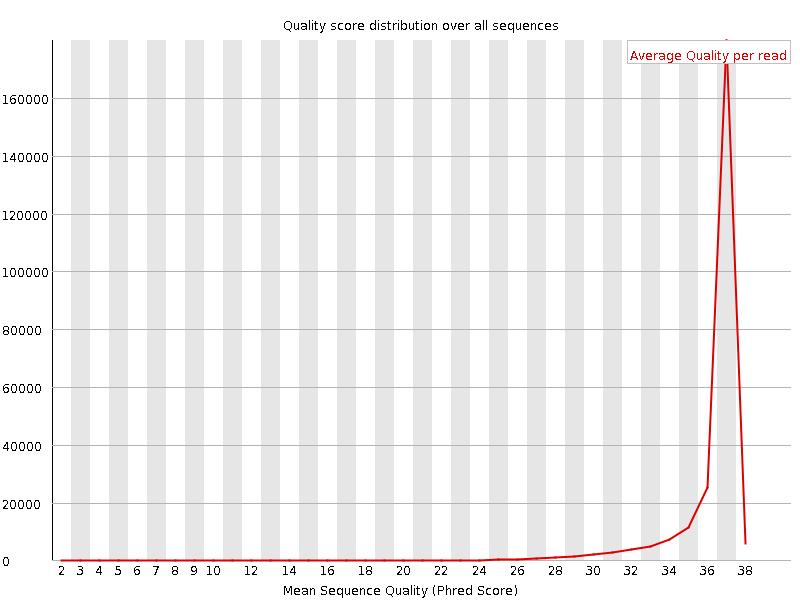 Quality score distribution over all sequences
Average Quality per read
160000
140000
120000
100000
80000
60000
40000
20000
0
2 3 4 5 6 7 8 9 10 12 14 16 18 20 22 24 26 28 30 32 34 36 38
Mean Sequence Quality (Phred Score)